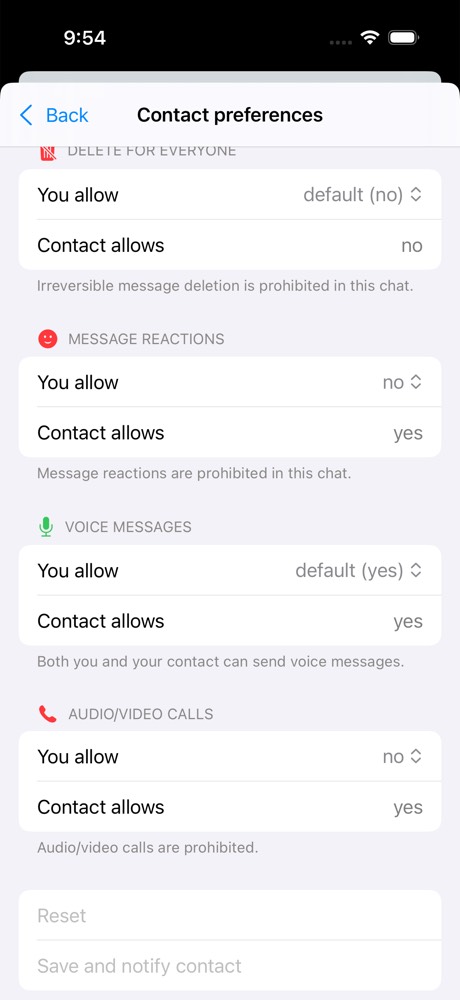 9:54
Back
Contact preferences
DELETE FOR EVERYONE
You allow
default (no)
Contact allows
no
Irreversible message deletion is prohibited in this chat.
MESSAGE REACTIONS
You allow
no
Contact allows
yes
Message reactions are prohibited in this chat.
VOICE MESSAGES
You allow
default (yes)
Contact allows
yes
Both you and your contact can send voice messages.
AUDIO/VIDEO CALLS
You allow
no
Contact allows
yes
Audio/video calls are prohibited.
Reset
Save and notify contact